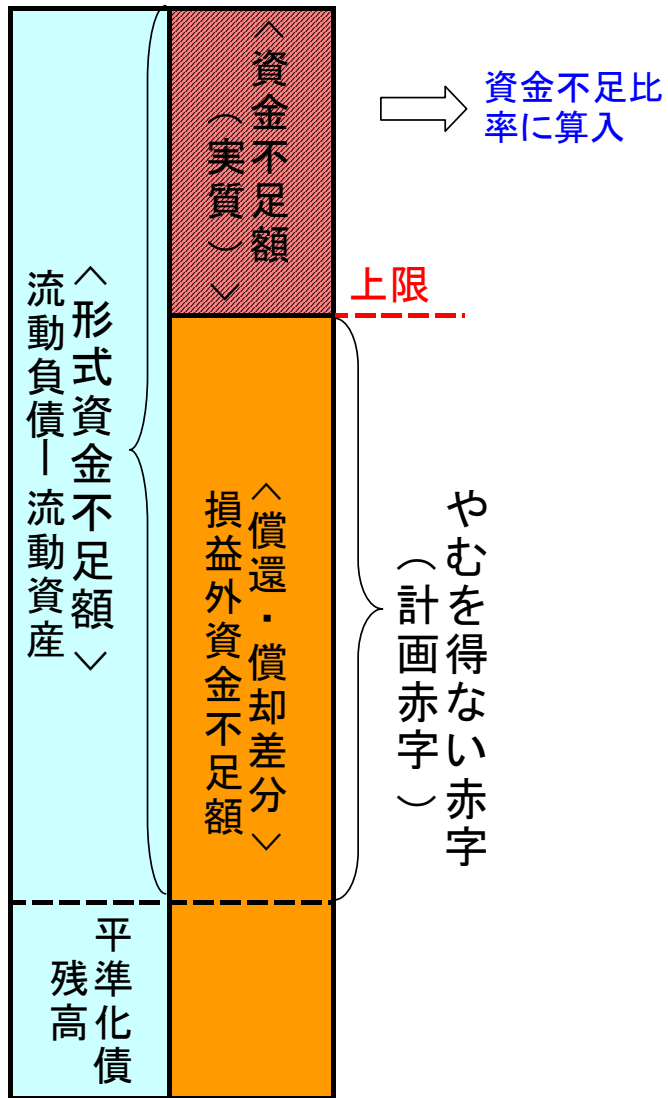 〈資金不足額
（実質）〉
資金不足比
率に算入
上限
〈形式資金不足額〉
流動負債ー流動資産
〈償還・償却差分〉
損益外資金不足額
やむを得ない赤字
（計画赤字）
平準化債
残高